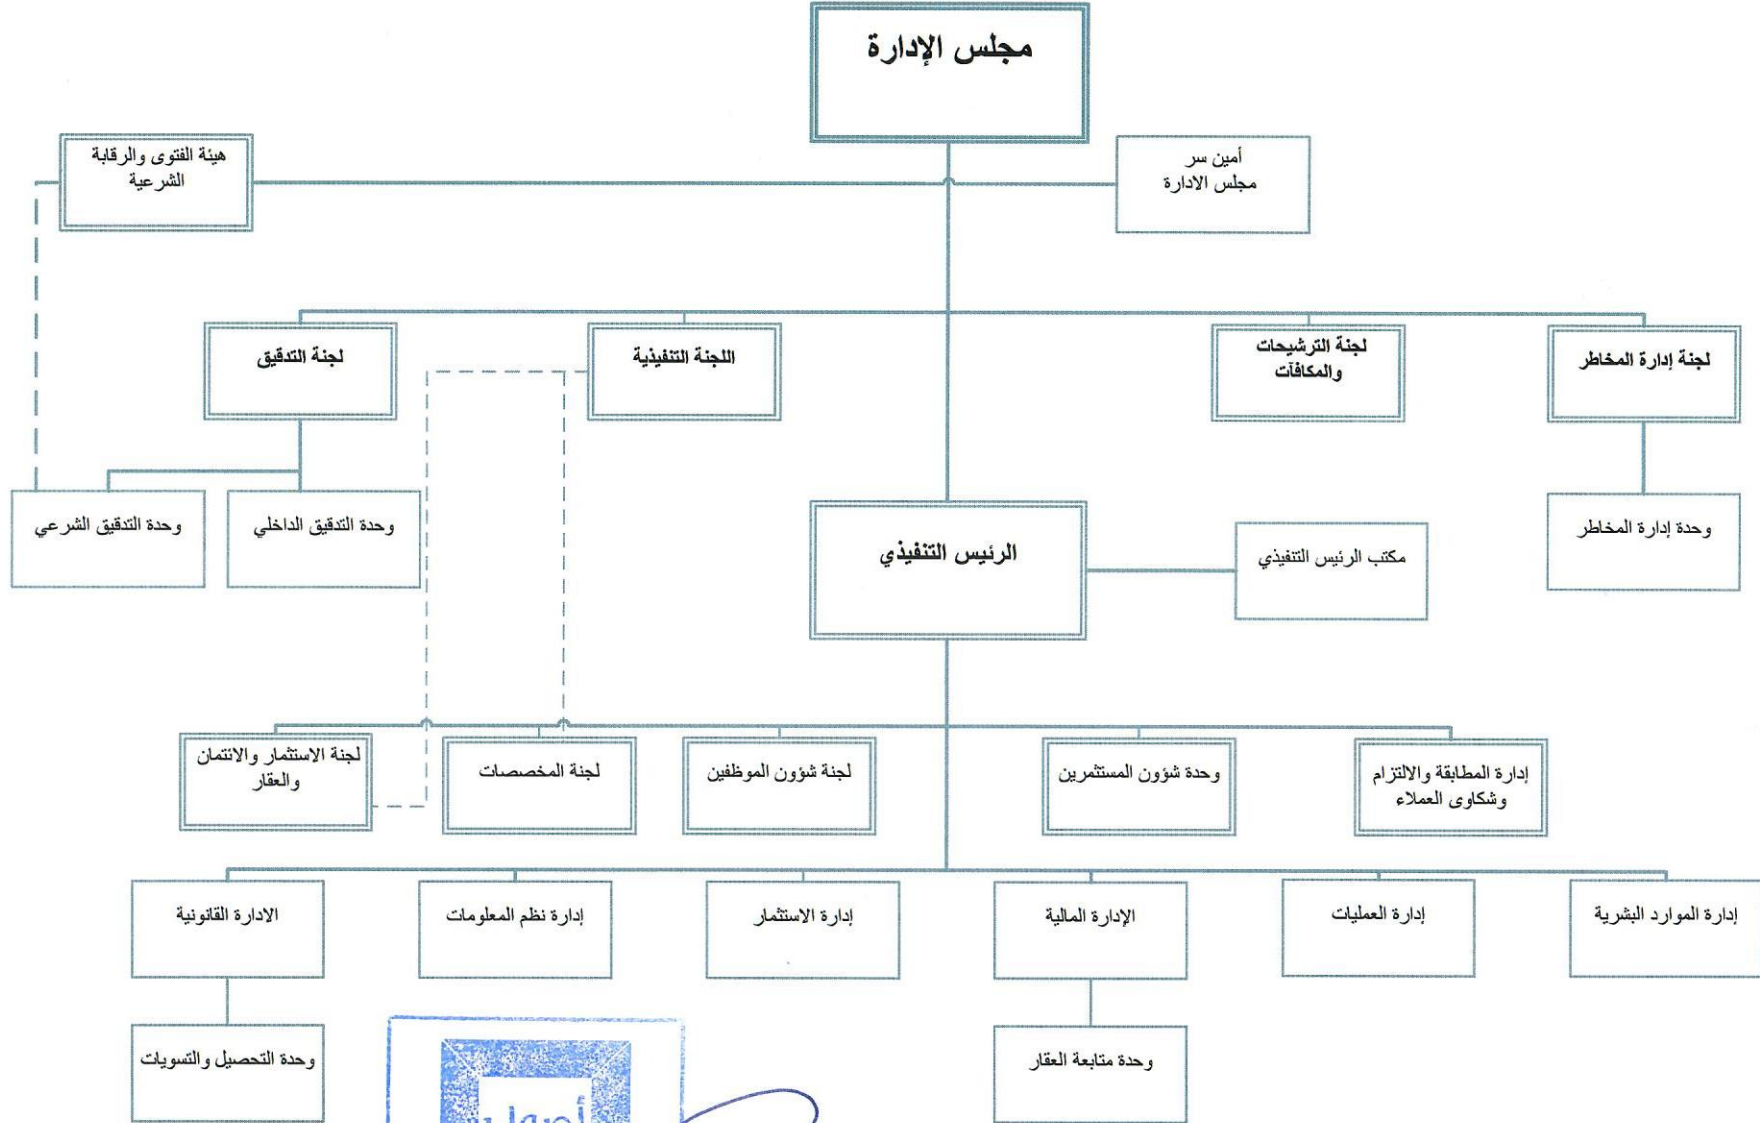 مجلس الإدارة
أمين سر
مجلس الادارة
هيئة الفتوى والرقابة
الشرعية
لجنة إدارة المخاطر
لجنة الترشيحات
والمكافآت
اللجنة التنفيذية
لجنة التدقيق
وحدة إدارة المخاطر
مكتب الرئيس التنفيذي
الرئيس التنفيذي
وحدة التدقيق الداخلي
وحدة التدقيق الشرعي
إدارة المطابقة والالتزام
وشكاوى العملاء
وحدة شؤون المستثمرين
لجنة شؤون الموظفين
لجنة المخصصات
لجنة الاستثمار والائتمان
والعقار
إدارة الموارد البشرية
إدارة العمليات
الإدارة المالية
إدارة الاستثمار
إدارة نظم المعلومات
الادارة القانونية
وحدة متابعة العقار
وحدة التحصيل والتسويات
أصول